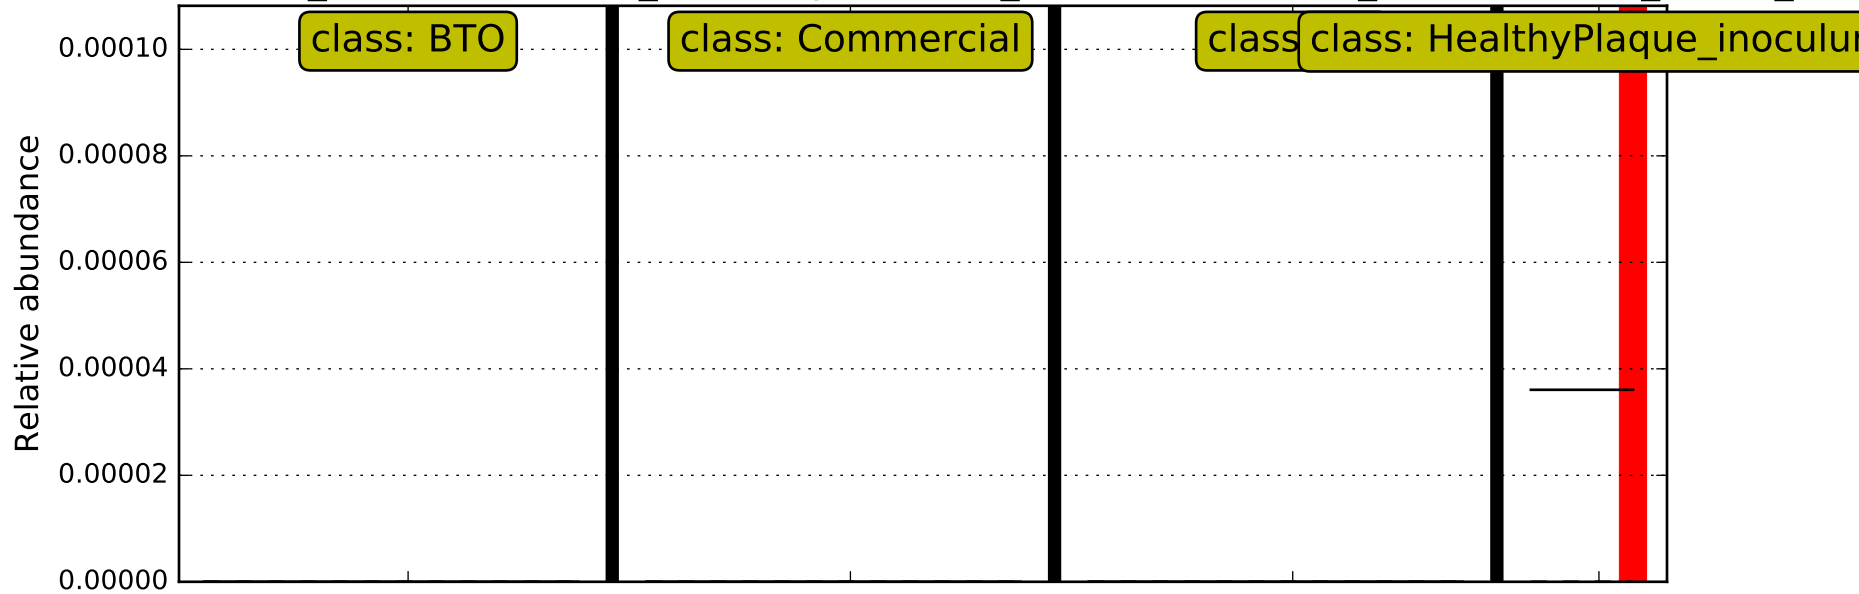 class: BTO
class: Commercial
class
class: HealthyPlaque_inoculu
0.00010
0.00008
0.00006
0.00004
0.00002
0.00000
Relative abundance